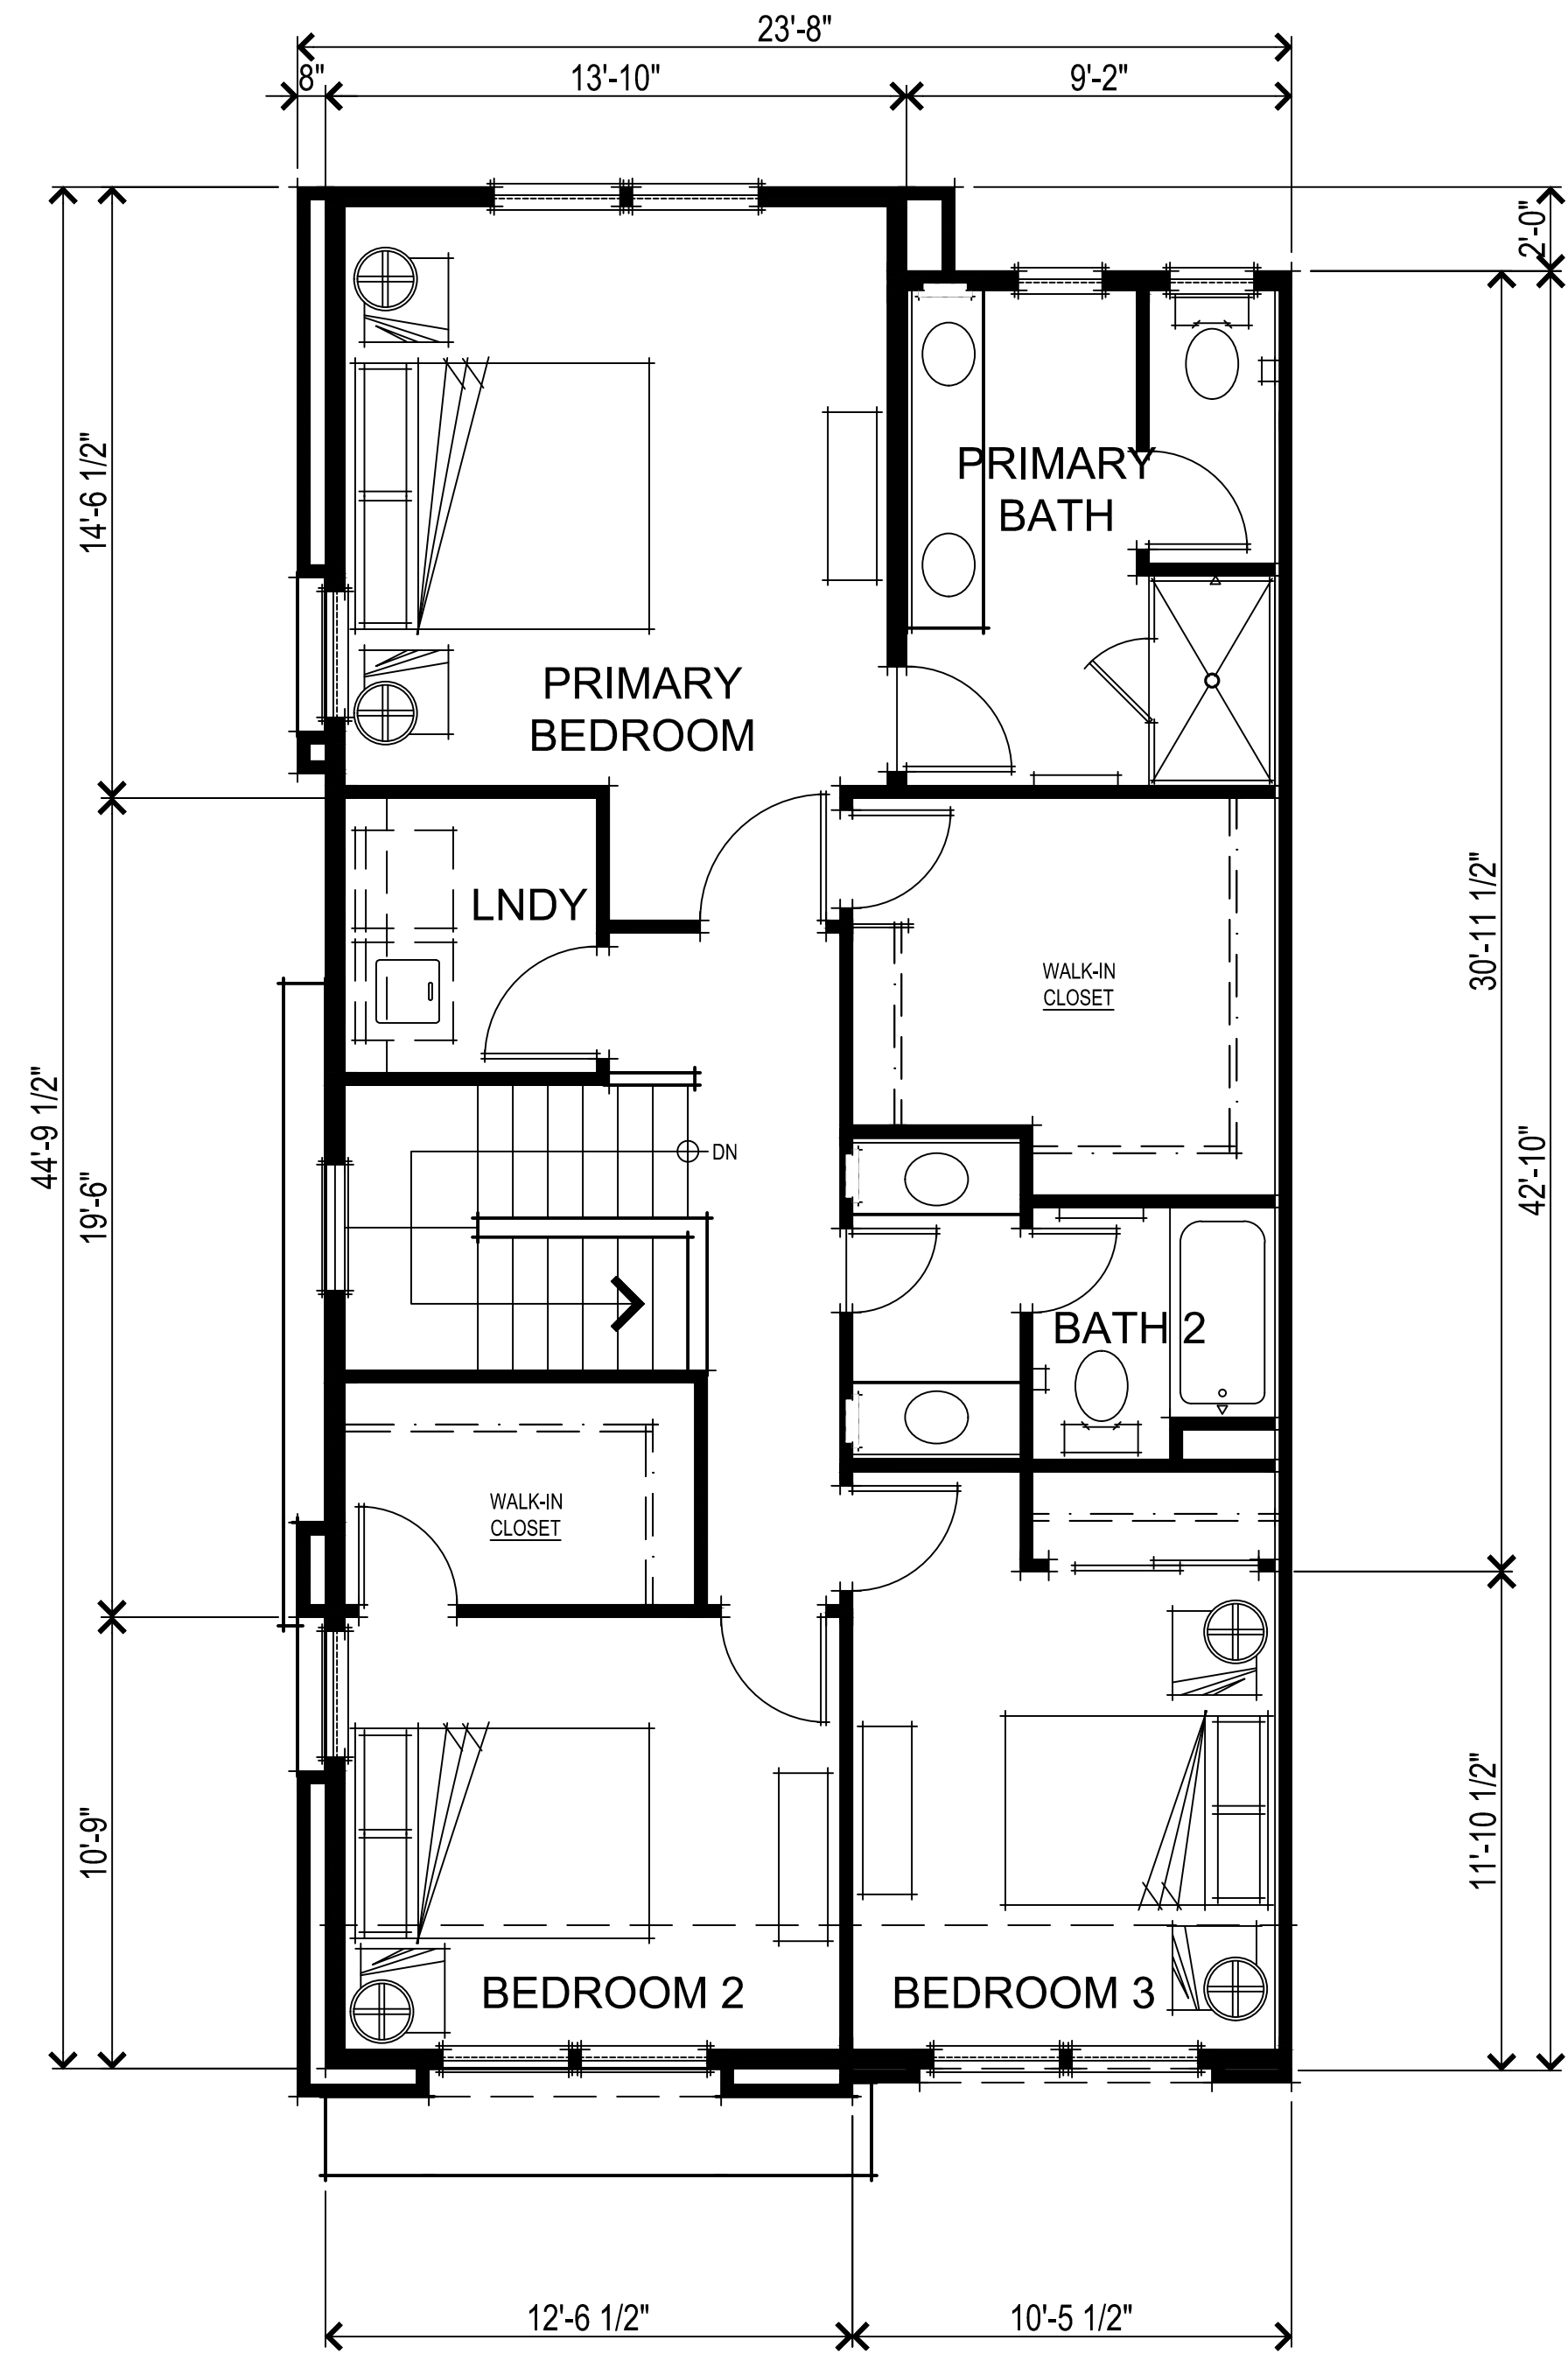 23'-8"
8"
13'-10"
9'-2"
2'-0"
14'-6 1/2"
PRIMARY
BATH
PRIMARY
BEDROOM
LNDY
30'-11 1/2"
WALK-IN
CLOSET
44'-9 1/2"
DN
19'-6"
42'-10"
BATH 2
WALK-IN
CLOSET
10'-9"
11'-10 1/2"
BEDROOM 2
BEDROOM 3
12'-6 1/2"
10'-5 1/2"